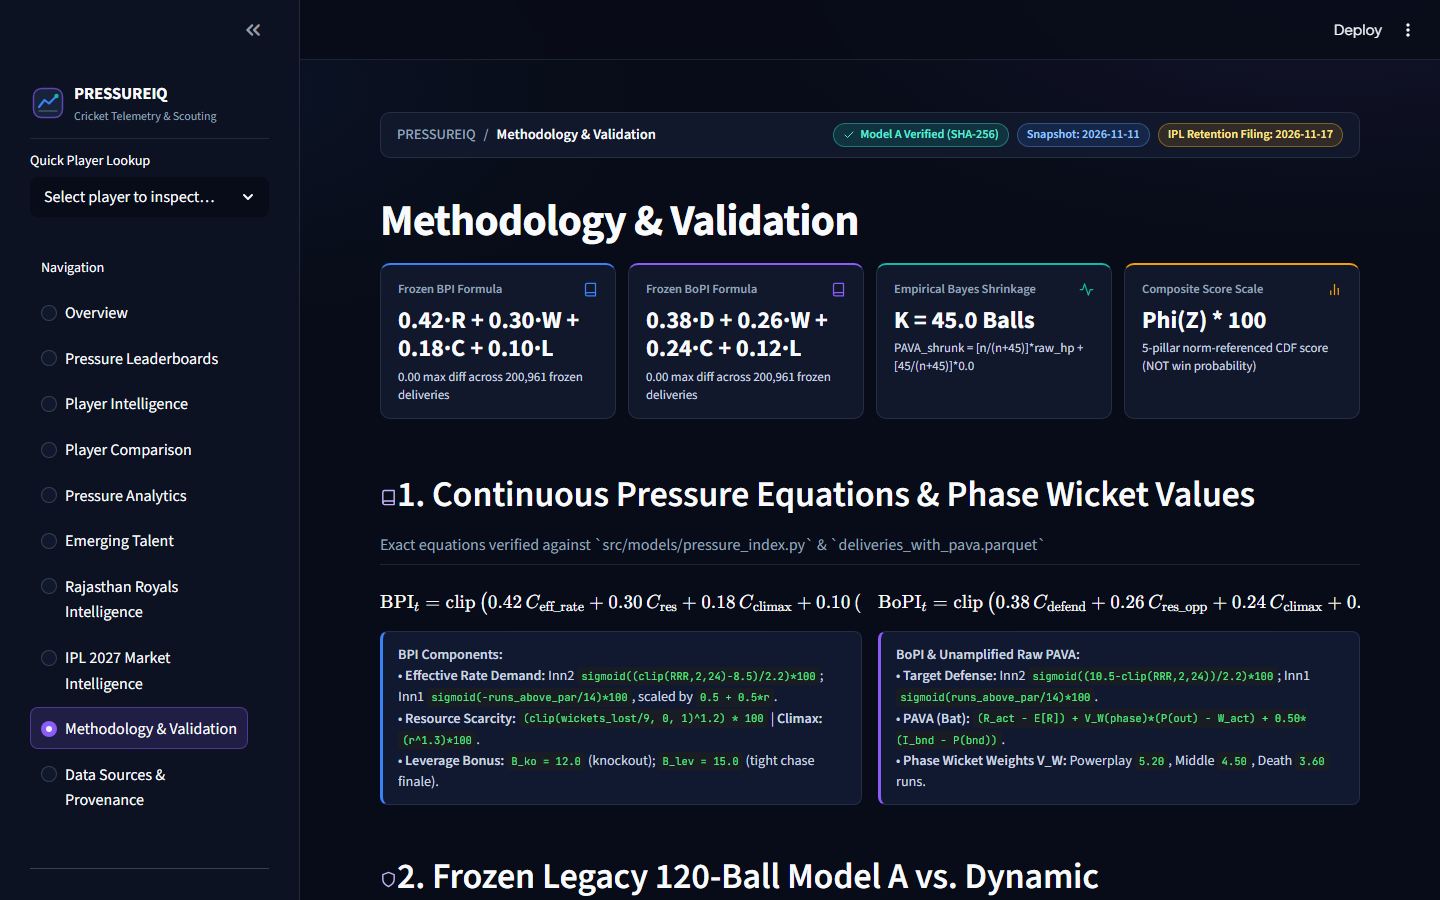 Deploy
PRESSUREIQ
Cricket Telemetry & Scouting
Quick Player Lookup
Select player to inspect...
Navigation
Overview
Pressure Leaderboards
Player Intelligence
Player Comparison
Pressure Analytics
Emerging Talent
Rajasthan Royals
Intelligence
IPL 2027 Market
Intelligence
Methodology & Validation
Data Sources &
Provenance
PRESSUREIQ / Methodology & Validation
✓ Model A Verified (SHA-256)
Snapshot: 2026-11-11
IPL Retention Filing: 2026-11-17
Methodology & Validation
Frozen BPI Formula
0.42·R + 0.30·W +
0.18·C + 0.10·L
0.00 max diff across 200,961 frozen
deliveries
Frozen BoPI Formula
0.38·D + 0.26·W +
0.24·C + 0.12·L
0.00 max diff across 200,961 frozen
deliveries
Empirical Bayes Shrinkage
K = 45.0 Balls
PAVA_shrunk = [n/(n+45)]*raw_hp +
[45/(n+45)]*0.0
Composite Score Scale
Phi(Z) * 100
5-pillar norm-referenced CDF score
(NOT win probability)
1. Continuous Pressure Equations & Phase Wicket Values
Exact equations verified against `src/models/pressure_index.py` & `deliveries_with_pava.parquet`
BPI_t = clip (0.42 C_eff_rate + 0.30 C_res + 0.18 C_climax + 0.10 (
BoPI_t = clip (0.38 C_defend + 0.26 C_res_opp + 0.24 C_climax + 0.
BPI Components:
• Effective Rate Demand: Inn2 sigmoid((clip(RRR,2,24)-8.5)/2.2)*100 ;
Inn1 sigmoid(-runs_above_par/14)*100 , scaled by 0.5 + 0.5*r .
• Resource Scarcity: (clip(wickets_lost/9, 0, 1)^1.2) * 100 | Climax:
(r^1.3)*100 .
• Leverage Bonus: B_ko = 12.0 (knockout); B_lev = 15.0 (tight chase
finale).
BoPI & Unamplified Raw PAVA:
• Target Defense: Inn2 sigmoid((10.5-clip(RRR,2,24))/2.2)*100 ; Inn1
sigmoid(runs_above_par/14)*100 .
• PAVA (Bat): (R_act - E[R]) + V_W(phase)*(P(out) - W_act) + 0.50*
(I_bnd - P(bnd)) .
• Phase Wicket Weights V_W: Powerplay 5.20 , Middle 4.50 , Death 3.60
runs.
2. Frozen Legacy 120-Ball Model A vs. Dynamic